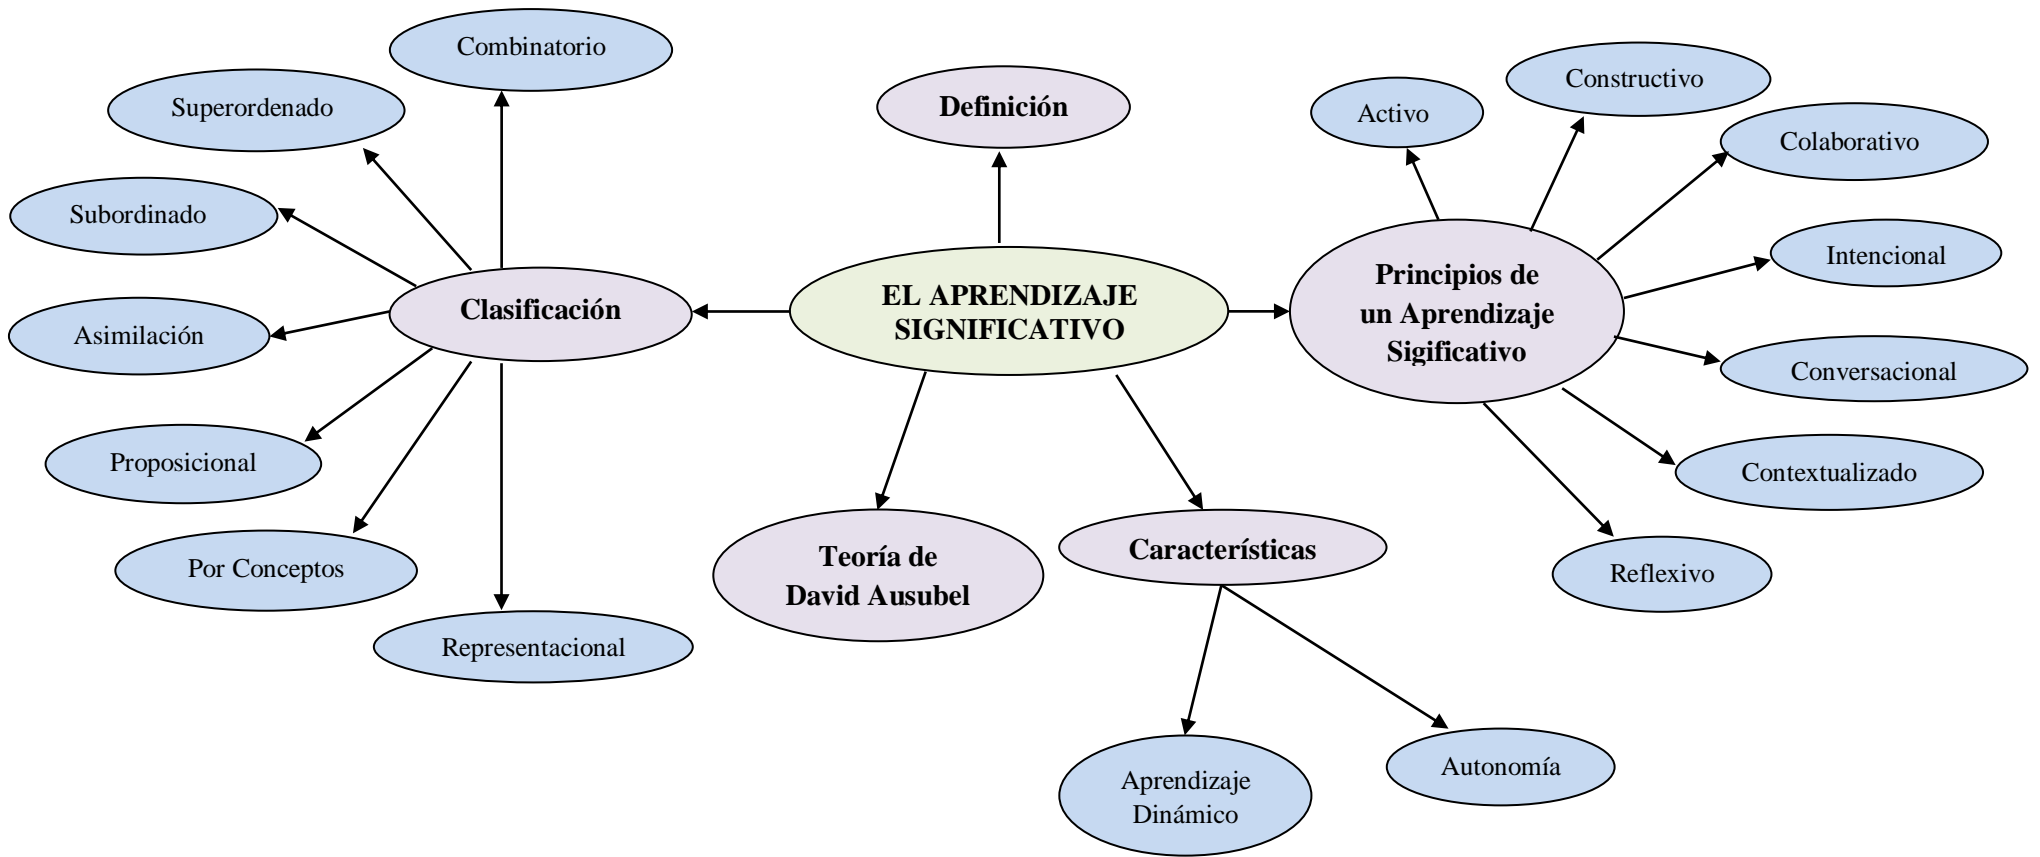 Combinatorio
Superordenado
Subordinado
Asimilación
Proposicional
Por Conceptos
Representacional
Clasificación
Definición
EL APRENDIZAJE
SIGNIFICATIVO
Teoría de
David Ausubel
Características
Aprendizaje
Dinámico
Autonomía
Principios de
un Aprendizaje
Sigificativo
Activo
Constructivo
Colaborativo
Intencional
Conversacional
Contextualizado
Reflexivo